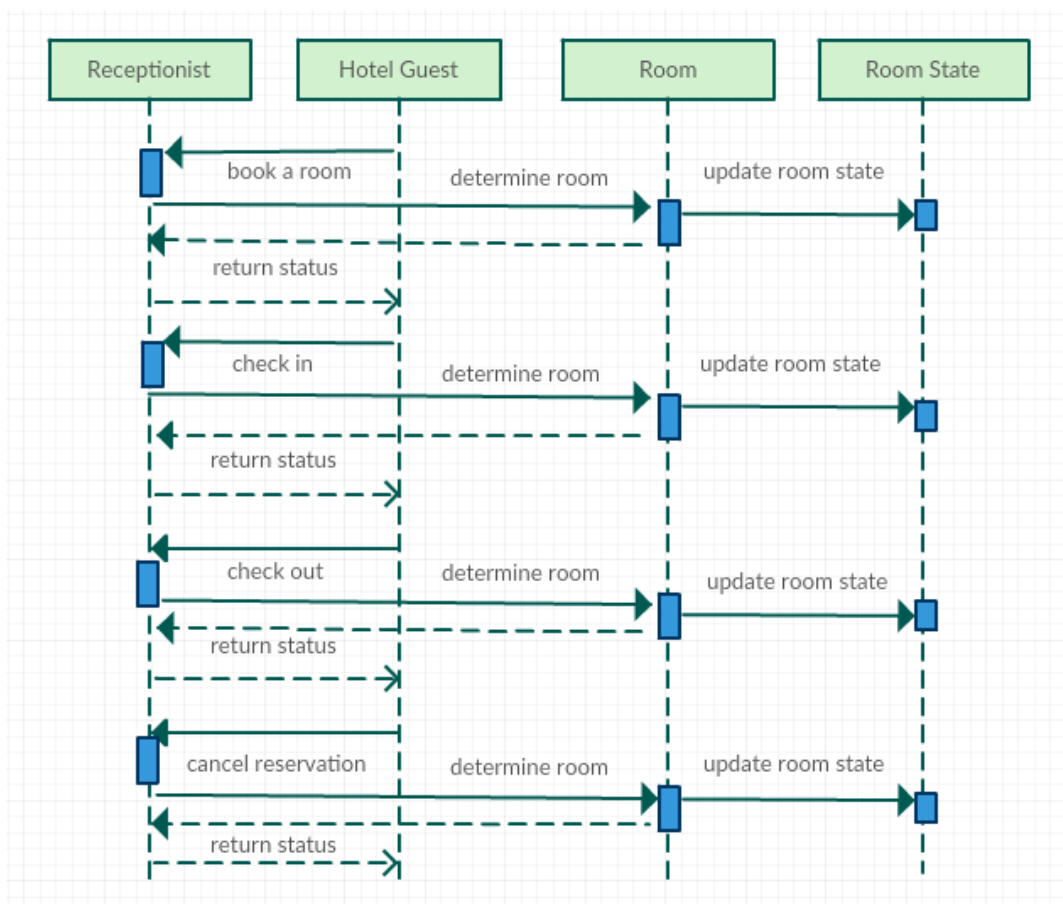 Receptionist
Hotel Guest
Room
Room State
book a room
determine room
update room state
return status
check in
determine room
update room state
return status
check out
determine room
update room state
return status
cancel reservation
determine room
update room state
return status